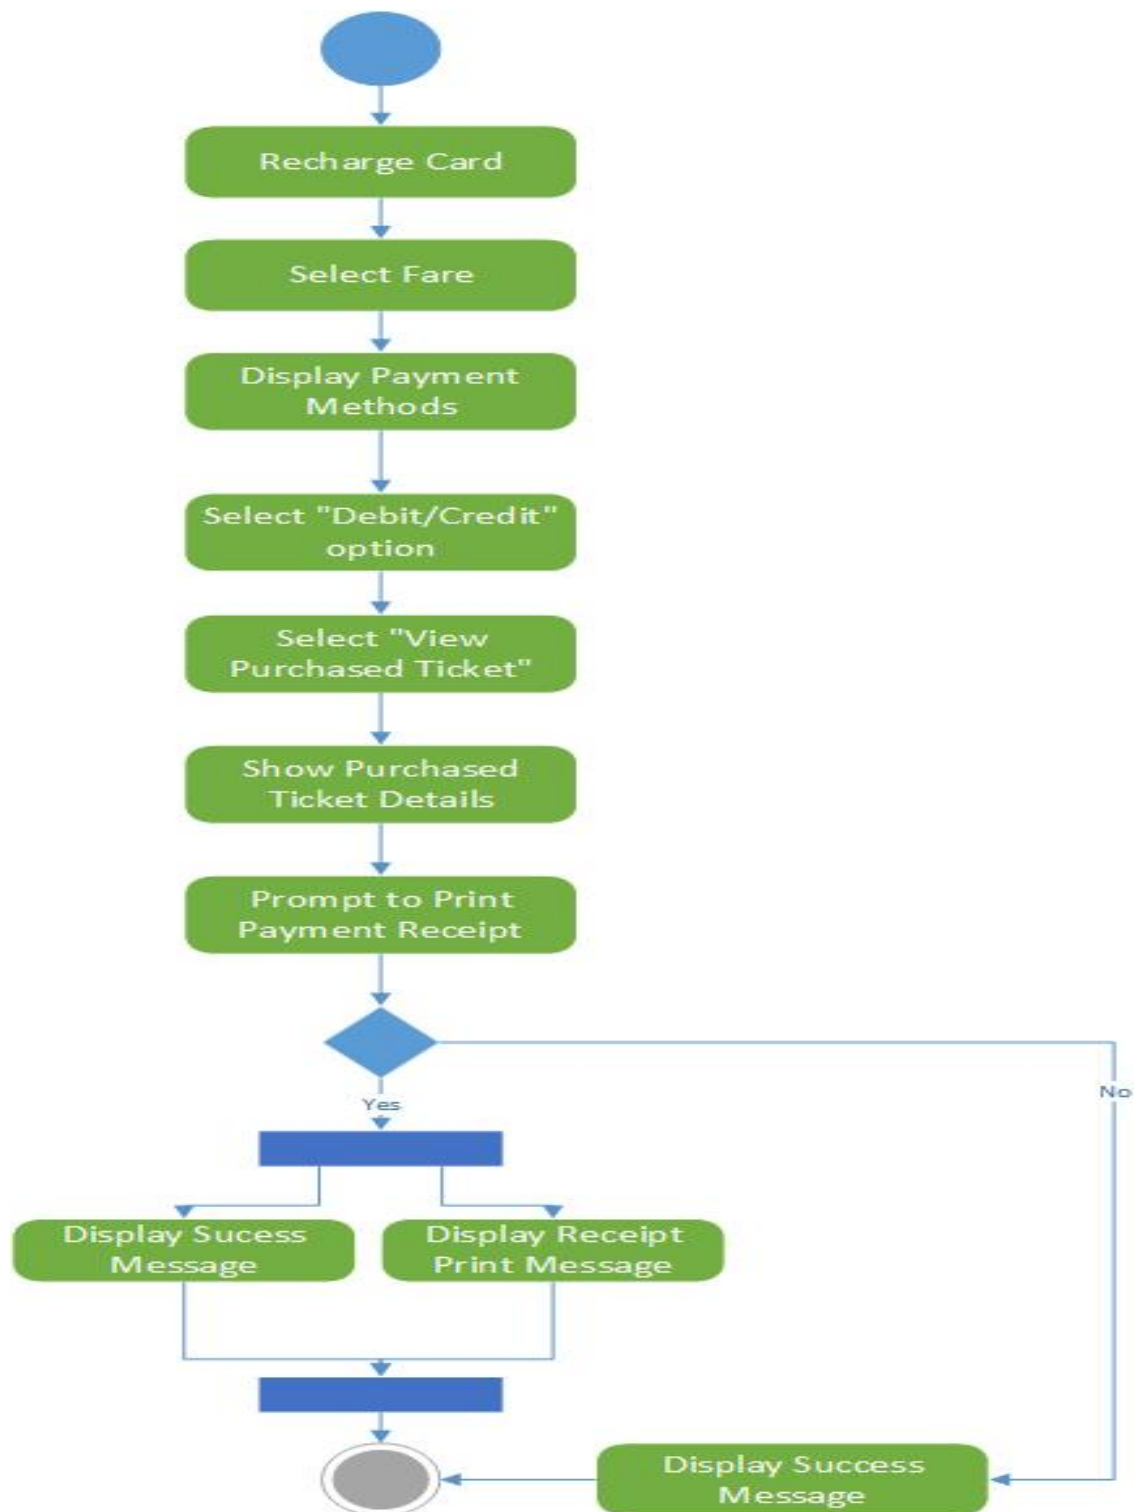 Recharge Card
Select Fare
Display Payment
Methods
Select "Debit/Credit"
option
Select "View
Purchased Ticket"
Show Purchased
Ticket Details
Prompt to Print
Payment Receipt
No
Yes
Display Sucess
Message
Display Receipt
Print Message
Display Success
Message